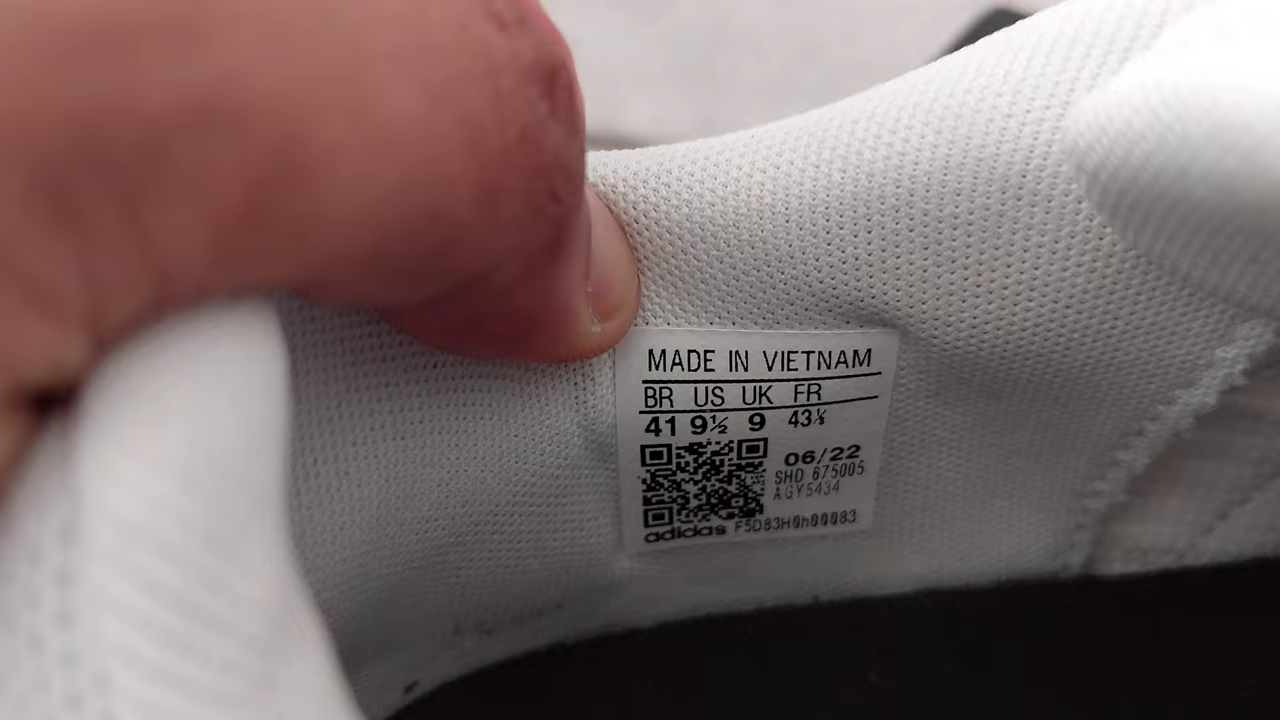 MADE IN VIETNAM
BR US UK FR
41 9½ 9 43⅓
06/22
SHD 675005
AGY5434
adidas F5D83H0h00083